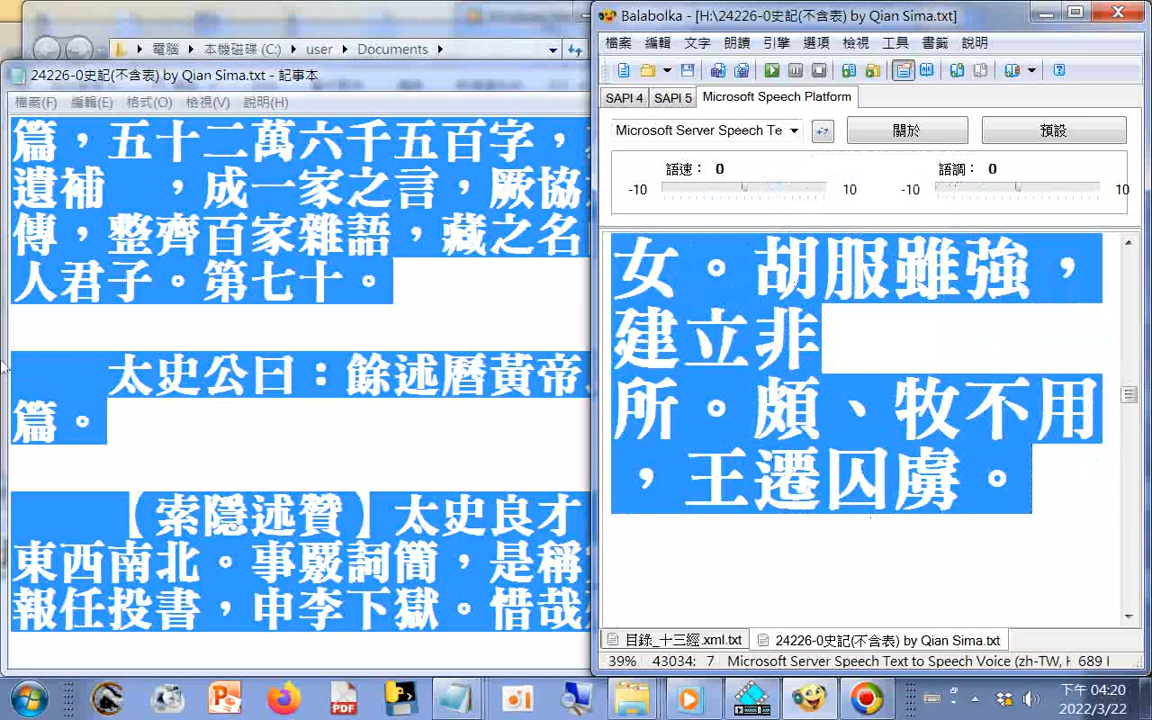 電腦 本機磁碟 (C:) user Documents
24226-0史記(不含表) by Qian Sima.txt - 記事本
檔案(F) 編輯(E) 格式(O) 檢視(V) 說明(H)
篇，五十二萬六千五百字，
遺補 ，成一家之言，厥協
傳，整齊百家雜語，藏之名
人君子。第七十。
太史公曰：餘述曆黃帝
篇。
【索隱述贊】太史良才
東西南北。事覈詞簡，是稱
報任投書，申李下獄。惜哉
Balabolka - [H:\24226-0史記(不含表) by Qian Sima.txt]
檔案 編輯 文字 朗讀 引擎 選項 檢視 工具 書籤 說明
SAPI 4 SAPI 5 Microsoft Speech Platform
Microsoft Server Speech Te 關於 預設
語速： 0 語調： 0
-10 10 -10 10
女。胡服雖強，
建立非
所。頗、牧不用
，王遷囚虜。
目錄_十三經.xml.txt 24226-0史記(不含表) by Qian Sima txt
39% 43034: 7 Microsoft Server Speech Text to Speech Voice (zh-TW, 689
PDF
下午 04:20
2022/3/22